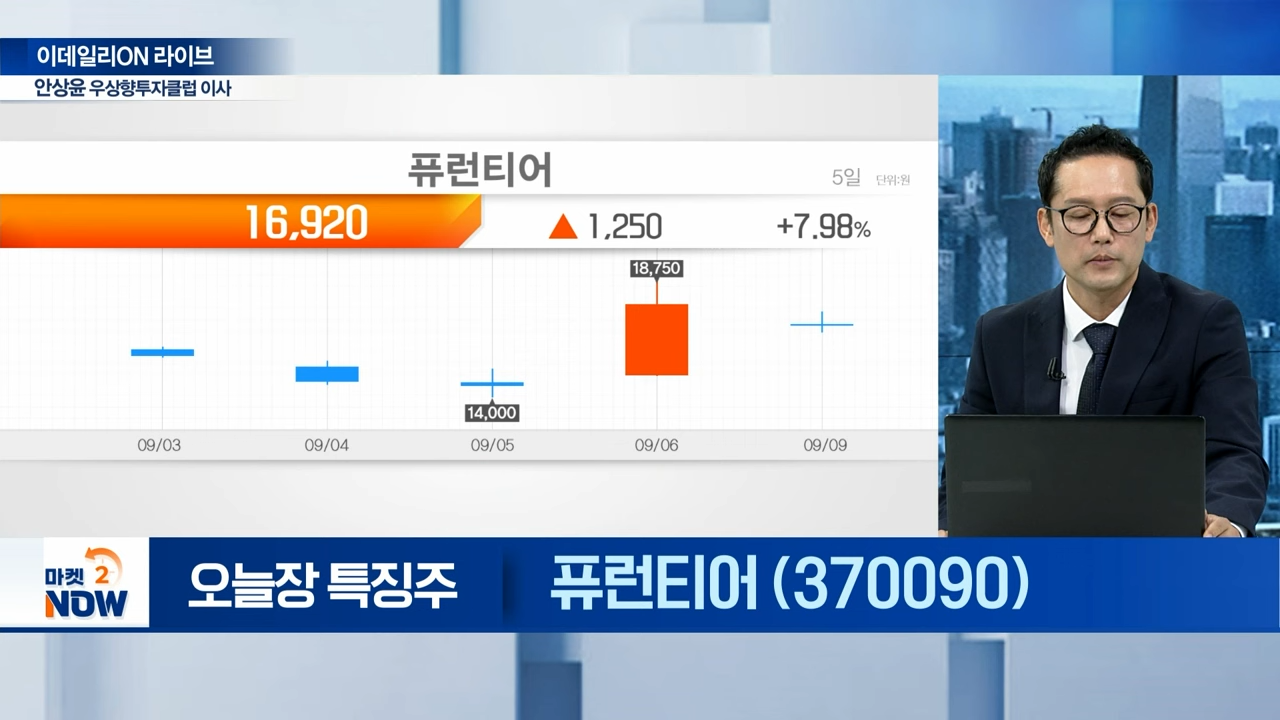 이데일리ON 라이브
안상윤 우상향투자클럽 이사
퓨런티어
5일 단위:원
16,920 ▲ 1,250 +7.98%
18,750
14,000
09/03 09/04 09/05 09/06 09/09
마켓 2
NOW
오늘장 특징주 퓨런티어 (370090)